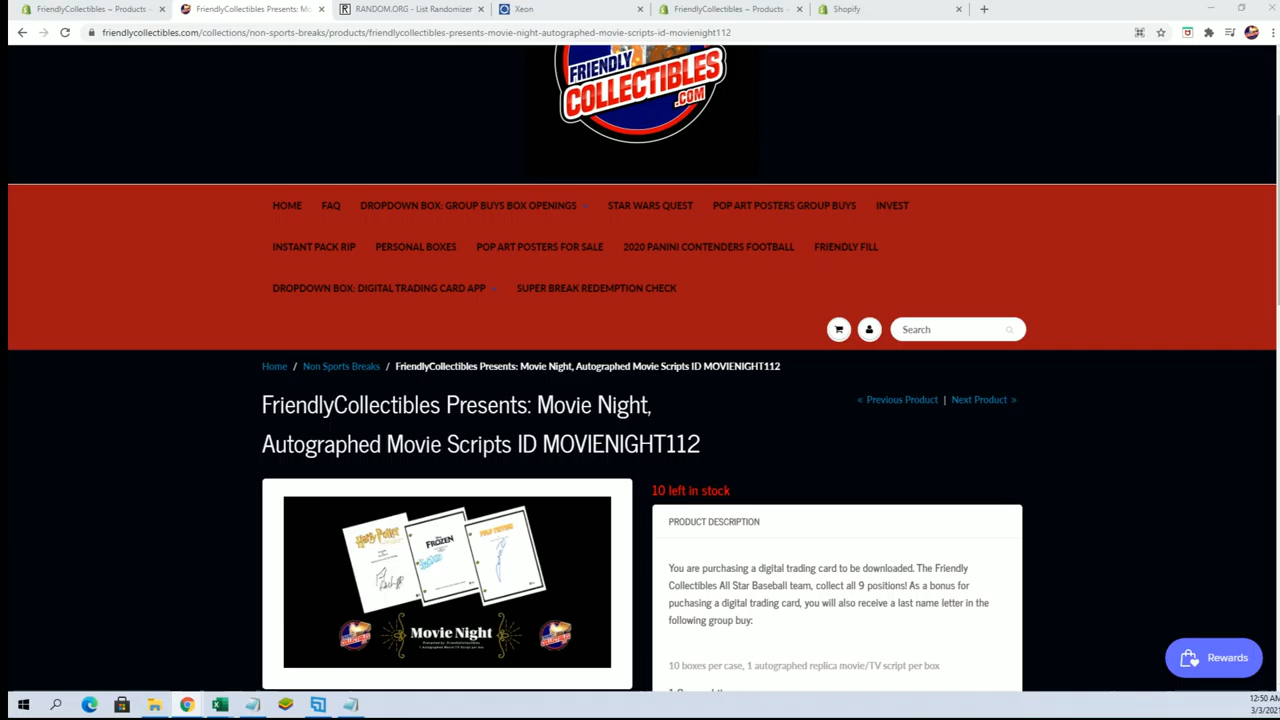 FriendlyCollectibles ~ Products -
FriendlyCollectibles Presents: Mo
RANDOM.ORG - List Randomizer
Xeon
FriendlyCollectibles ~ Products -
Shopify
friendlycollectibles.com/collections/non-sports-breaks/products/friendlycollectibles-presents-movie-night-autographed-movie-scripts-id-movienight112
FRIENDLY
COLLECTIBLES
.COM
HOME FAQ DROPDOWN BOX: GROUP BUYS BOX OPENINGS STAR WARS QUEST POP ART POSTERS GROUP BUYS INVEST
INSTANT PACK RIP PERSONAL BOXES POP ART POSTERS FOR SALE 2020 PANINI CONTENDERS FOOTBALL FRIENDLY FILL
DROPDOWN BOX: DIGITAL TRADING CARD APP SUPER BREAK REDEMPTION CHECK
Search
Home / Non Sports Breaks / FriendlyCollectibles Presents: Movie Night, Autographed Movie Scripts ID MOVIENIGHT112
« Previous Product | Next Product »
FriendlyCollectibles Presents: Movie Night,
Autographed Movie Scripts ID MOVIENIGHT112
Harry Potter
FROZEN
PULP FICTION
Movie Night
10 left in stock
PRODUCT DESCRIPTION
You are purchasing a digital trading card to be downloaded. The Friendly
Collectibles All Star Baseball team, collect all 9 positions! As a bonus for
puchasing a digital trading card, you will also receive a last name letter in the
following group buy:
10 boxes per case, 1 autographed replica movie/TV script per box
Rewards
12:50 AM
3/3/2021